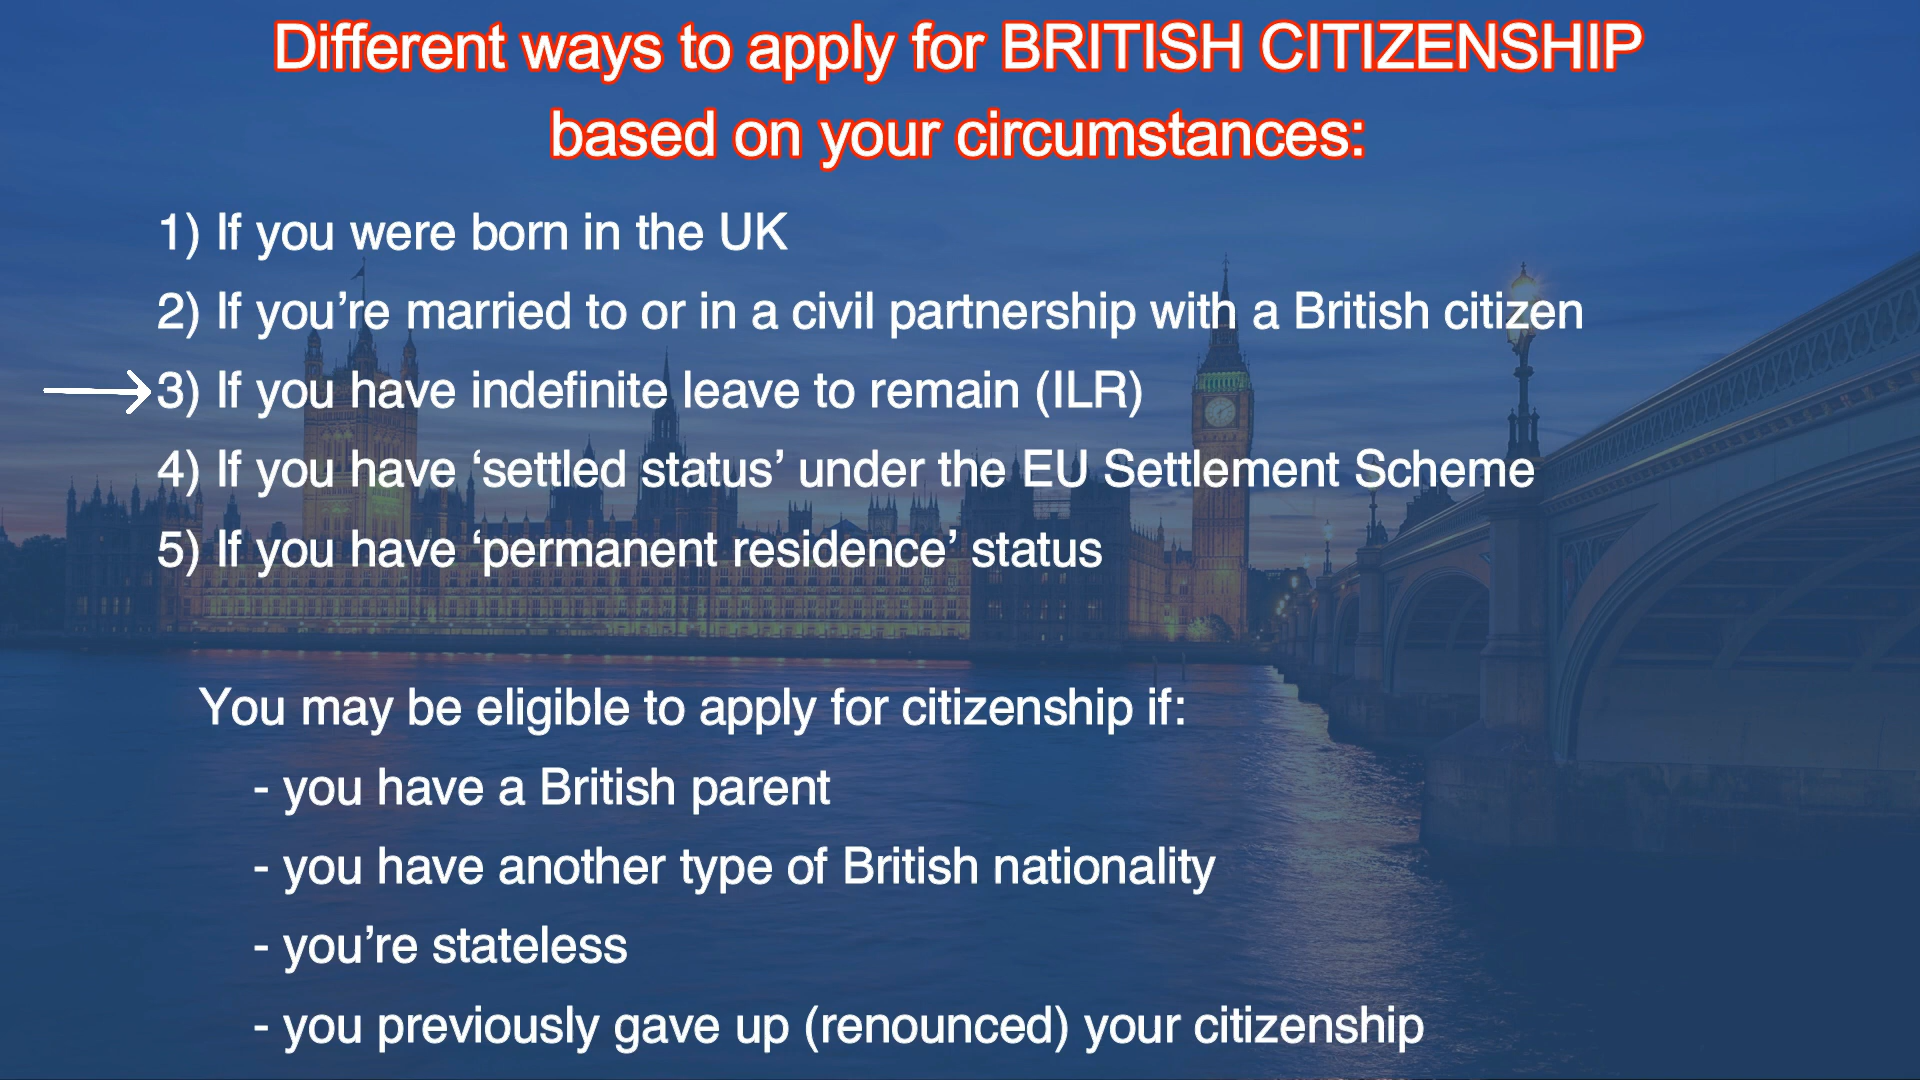 Different ways to apply for BRITISH CITIZENSHIP
based on your circumstances:
1) If you were born in the UK
2) If you’re married to or in a civil partnership with a British citizen
3) If you have indefinite leave to remain (ILR)
4) If you have ‘settled status’ under the EU Settlement Scheme
5) If you have ‘permanent residence’ status
You may be eligible to apply for citizenship if:
- you have a British parent
- you have another type of British nationality
- you’re stateless
- you previously gave up (renounced) your citizenship